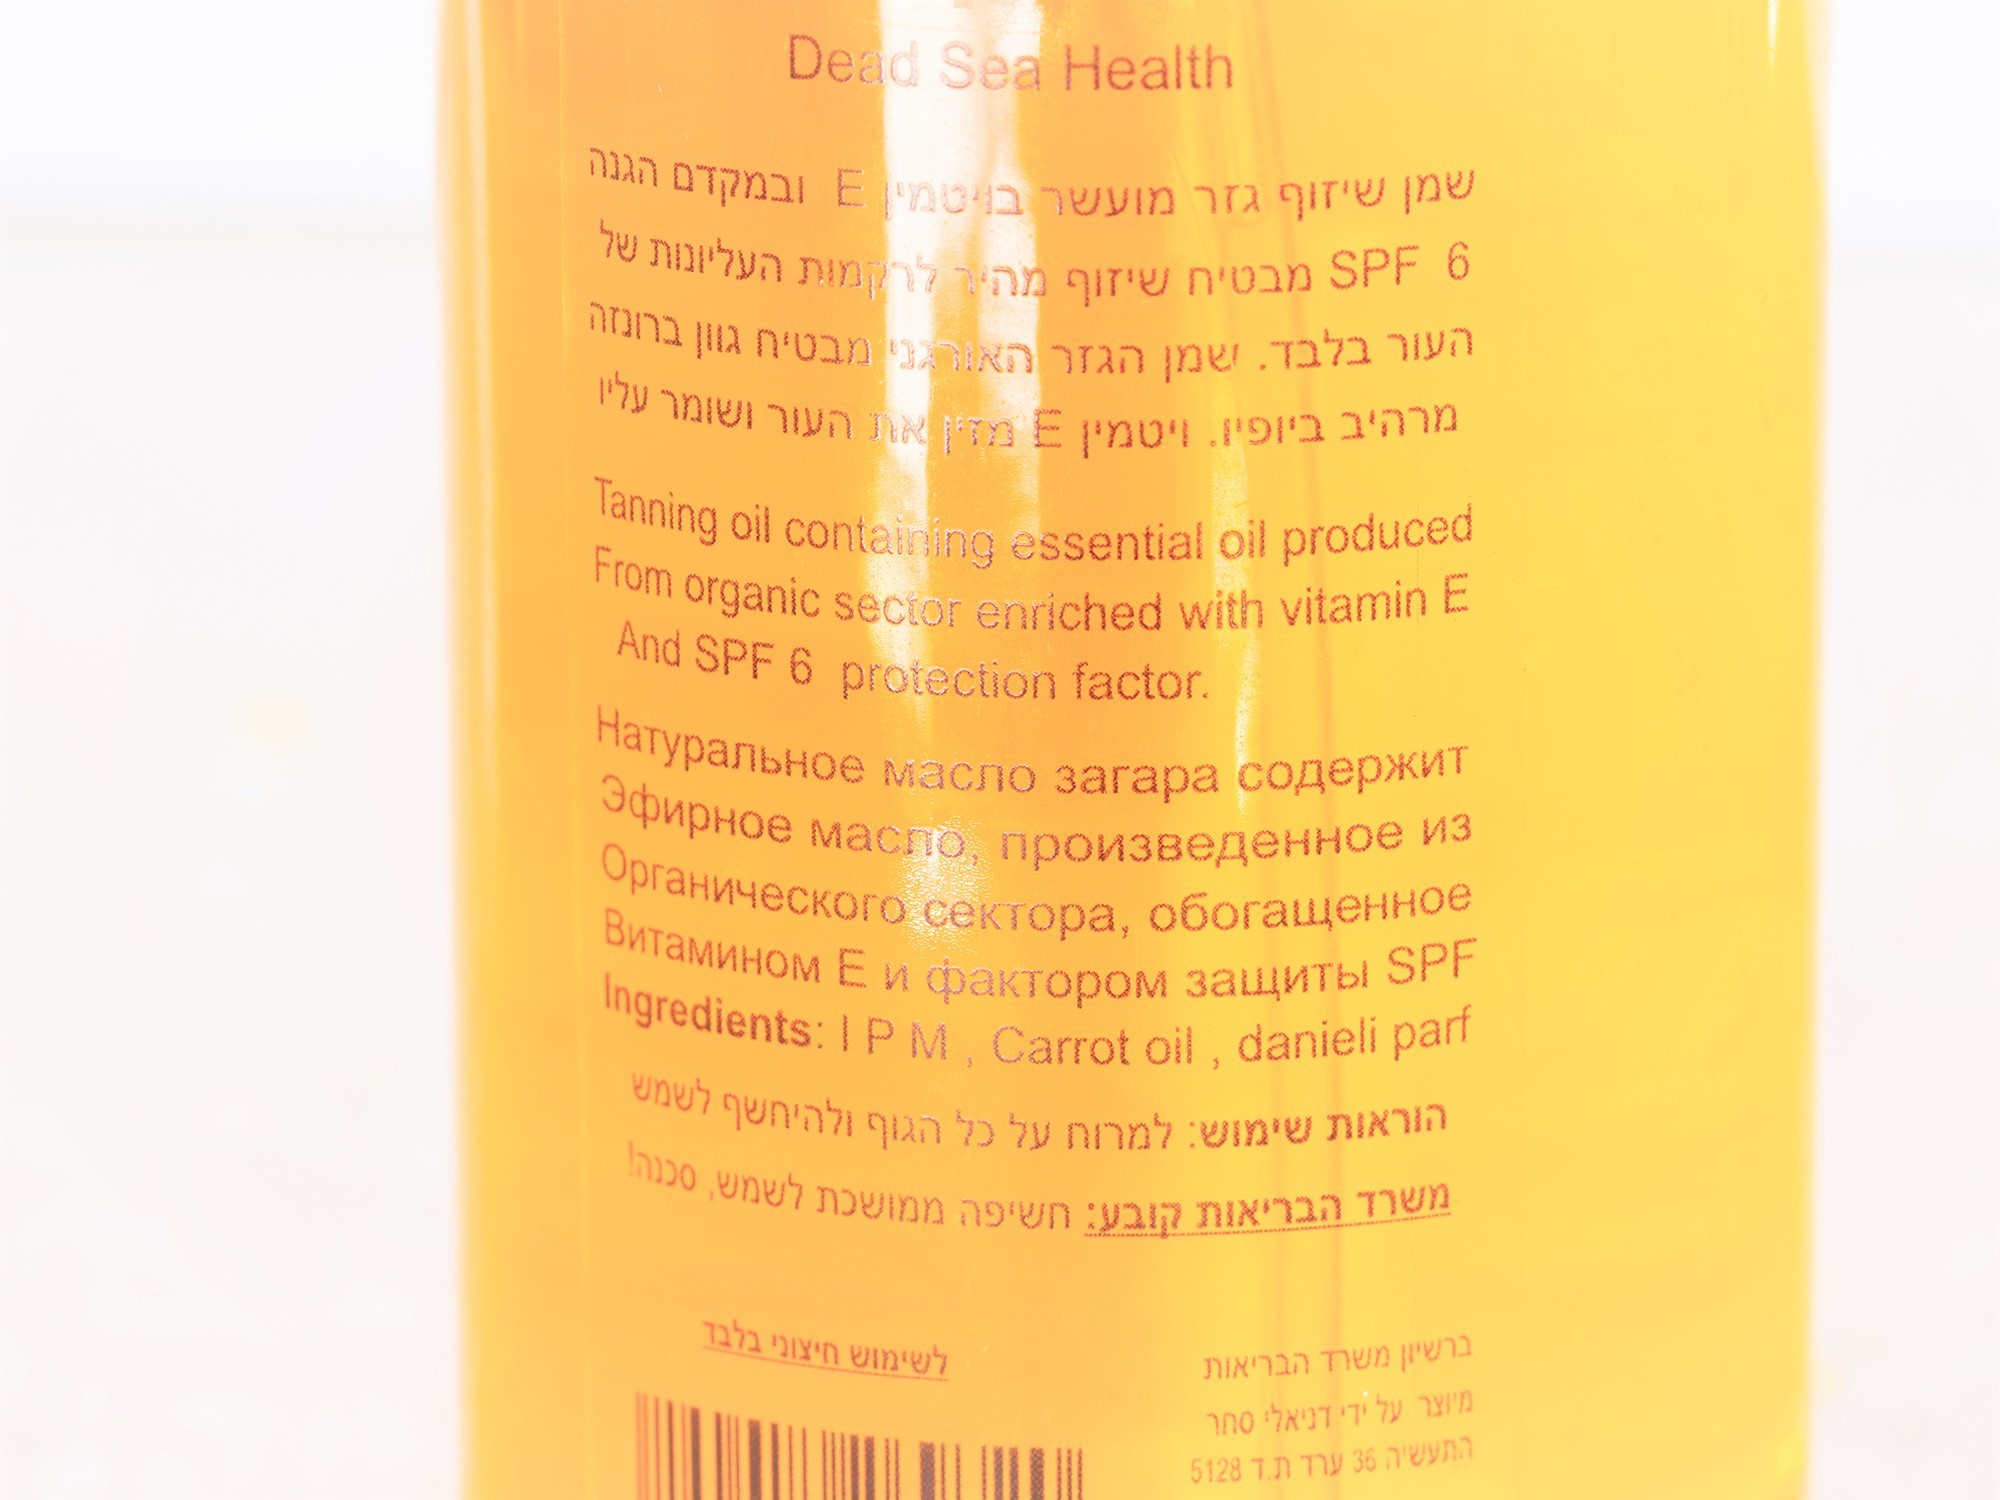 Dead Sea Health
שמן שיזוף גזר מועשר בויטמין E ובמקדם הגנה
SPF 6 מבטיח שיזוף מהיר לרקמות העליונות של
העור בלבד. שמן הגזר האורגני מבטיח גוון ברונזה
מרהיב ביופיו. ויטמין E מזין את העור ושומר עליו
Tanning oil containing essential oil produced
From organic sector enriched with vitamin E
And SPF 6 protection factor.
Натуральное масло загара содержит
Эфирное масло, произведенное из
Органического сектора, обогащенное
Витамином E и фактором защиты SPF
Ingredients: I P M , Carrot oil , danieli parf
הוראות שימוש: למרוח על כל הגוף ולהיחשף לשמש
משרד הבריאות קובע: חשיפה ממושכת לשמש, סכנה!
לשימוש חיצוני בלבד
ברשיון משרד הבריאות
מיוצר על ידי דניאלי סחר
התעשיה 36 ערד ת.ד 5128